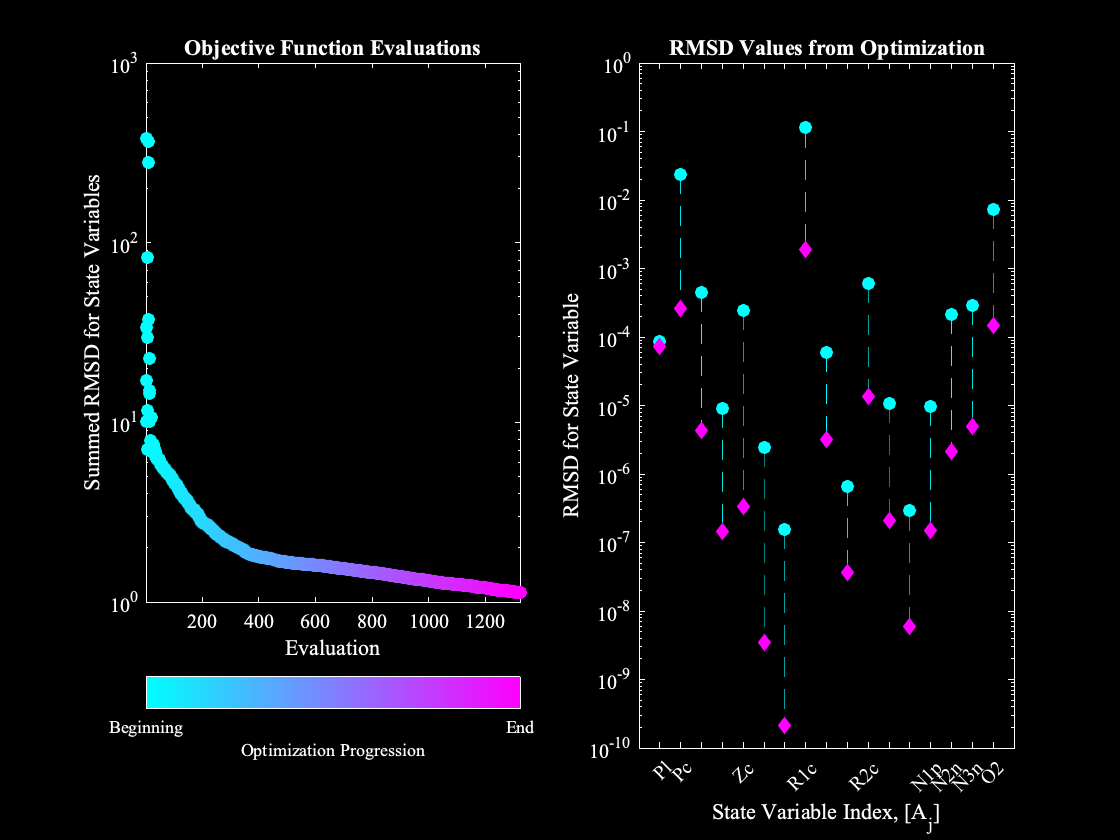 Objective Function Evaluations
10^3
10^2
10^1
10^0
Summed RMSD for State Variables
200 400 600 800 1000 1200
Evaluation
Beginning End
Optimization Progression
RMSD Values from Optimization
10^0
10^-1
10^-2
10^-3
10^-4
10^-5
10^-6
10^-7
10^-8
10^-9
10^-10
RMSD for State Variable
P1 Pc Zc R1c R2c N1p N2n N3n O2
State Variable Index, [A_j]